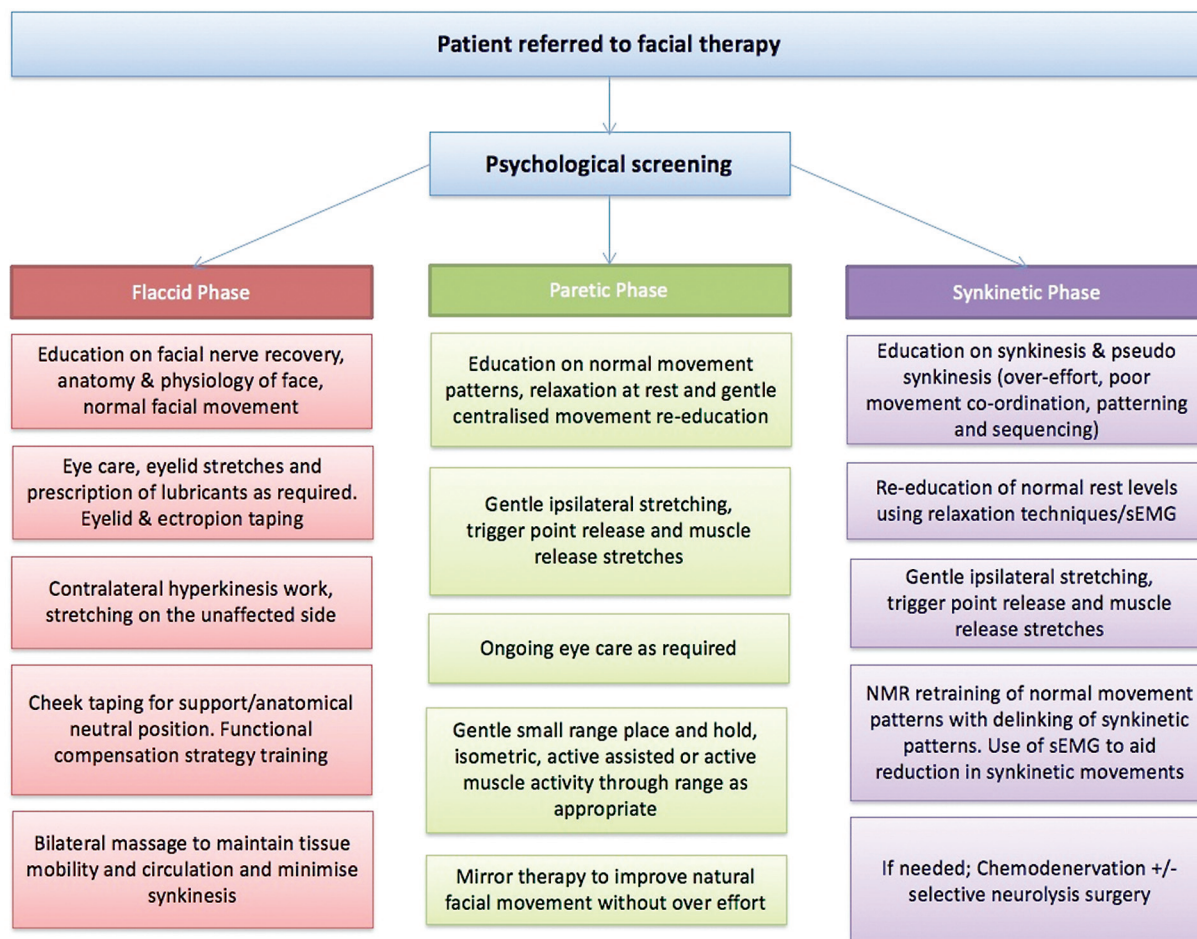 Patient referred to facial therapy
Psychological screening
Flaccid Phase
Education on facial nerve recovery,
anatomy & physiology of face,
normal facial movement
Eye care, eyelid stretches and
prescription of lubricants as required.
Eyelid & ectropion taping
Contralateral hyperkinesis work,
stretching on the unaffected side
Cheek taping for support/anatomical
neutral position. Functional
compensation strategy training
Bilateral massage to maintain tissue
mobility and circulation and minimise
synkinesis
Paretic Phase
Education on normal movement
patterns, relaxation at rest and gentle
centralised movement re-education
Gentle ipsilateral stretching,
trigger point release and muscle
release stretches
Ongoing eye care as required
Gentle small range place and hold,
isometric, active assisted or active
muscle activity through range as
appropriate
Mirror therapy to improve natural
facial movement without over effort
Synkinetic Phase
Education on synkinesis & pseudo
synkinesis (over-effort, poor
movement co-ordination, patterning
and sequencing)
Re-education of normal rest levels
using relaxation techniques/sEMG
Gentle ipsilateral stretching,
trigger point release and muscle
release stretches
NMR retraining of normal movement
patterns with delinking of synkinetic
patterns. Use of sEMG to aid
reduction in synkinetic movements
If needed; Chemodenervation +/-
selective neurolysis surgery